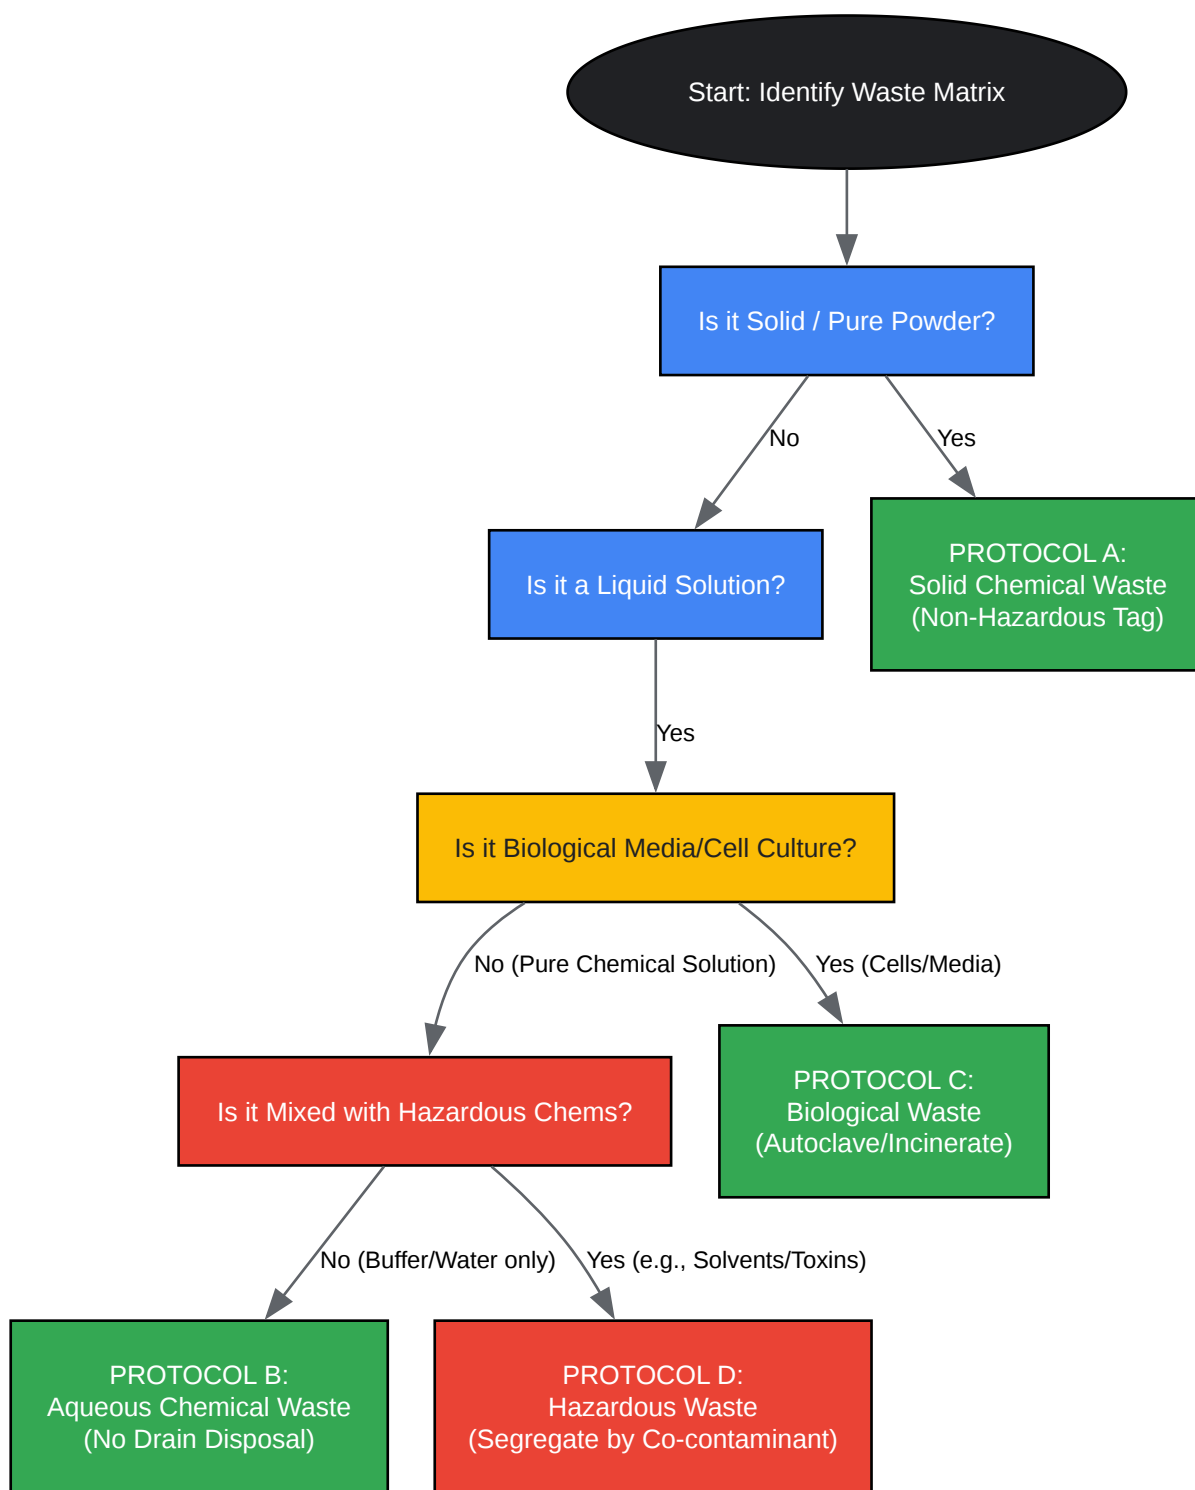 Start: Identify Waste Matrix
Is it Solid / Pure Powder?
No
Yes
PROTOCOL A:
Solid Chemical Waste
(Non-Hazardous Tag)
Is it a Liquid Solution?
Yes
Is it Biological Media/Cell Culture?
No (Pure Chemical Solution)
Yes (Cells/Media)
PROTOCOL C:
Biological Waste
(Autoclave/Incinerate)
Is it Mixed with Hazardous Chems?
No (Buffer/Water only)
Yes (e.g., Solvents/Toxins)
PROTOCOL B:
Aqueous Chemical Waste
(No Drain Disposal)
PROTOCOL D:
Hazardous Waste
(Segregate by Co-contaminant)